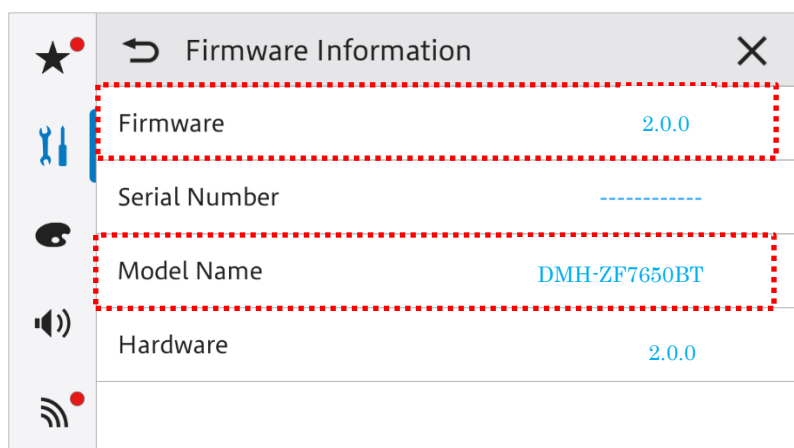 Firmware Information
Firmware 2.0.0
Serial Number ------------
Model Name DMH-ZF7650BT
Hardware 2.0.0